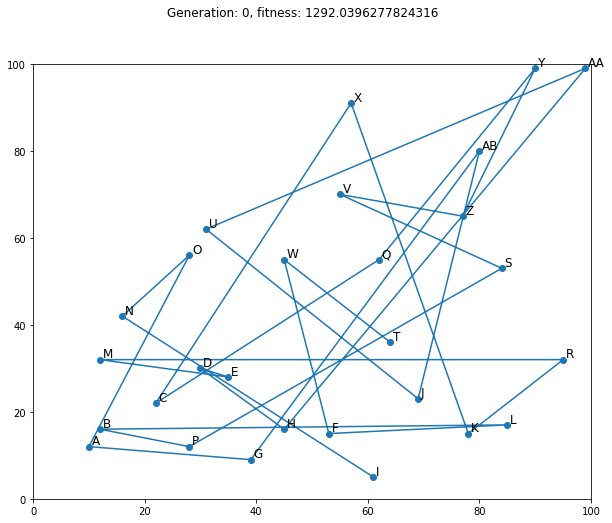 Generation: 0, fitness: 1292.0396277824316
100
Y
AA
X
AB
80
V
Z
U
60
O
W
Q
S
N
40
T
M
R
D
E
C
J
20
B
H
F
K
L
A
P
G
I
0
0 20 40 60 80 100